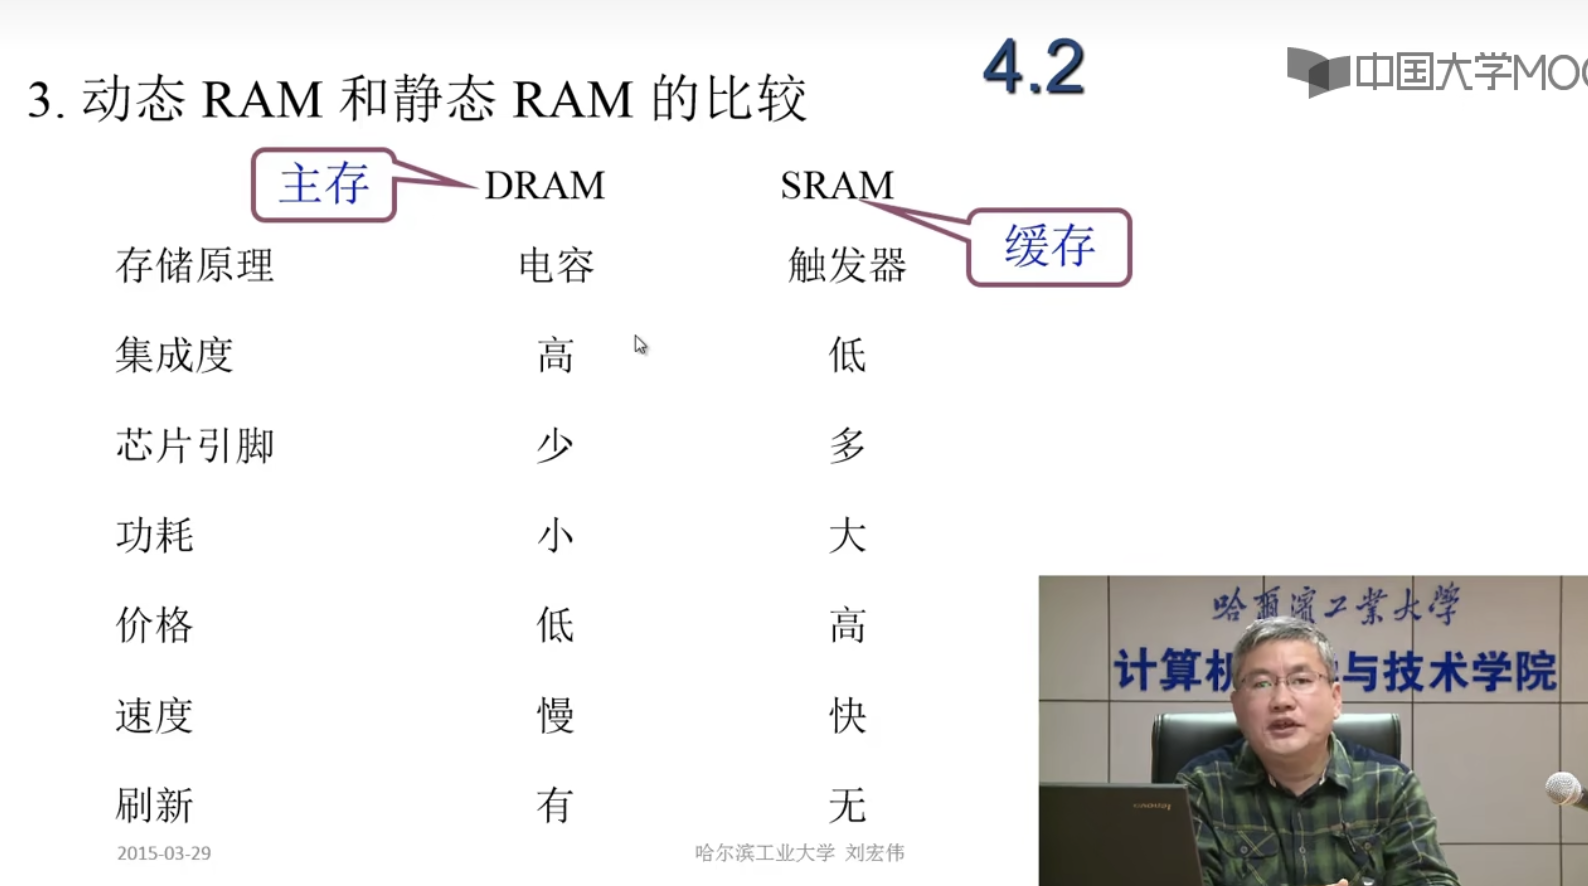 4.2
中国大学MOO
3. 动态 RAM 和静态 RAM 的比较
主存 DRAM SRAM
缓存
存储原理 电容 触发器
集成度 高 低
芯片引脚 少 多
功耗 小 大
价格 低 高
速度 慢 快
刷新 有 无
2015-03-29 哈尔滨工业大学 刘宏伟
哈爾濱工業大學
计算机 与技术学院